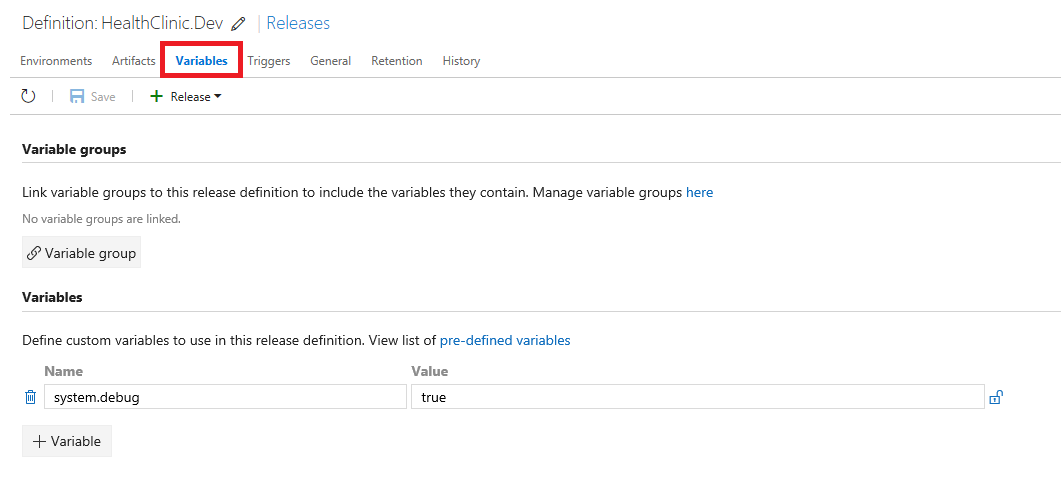 Definition: HealthClinic.Dev | Releases
Environments Artifacts Variables Triggers General Retention History
Save + Release
Variable groups
Link variable groups to this release definition to include the variables they contain. Manage variable groups here
No variable groups are linked.
Variable group
Variables
Define custom variables to use in this release definition. View list of pre-defined variables
Name Value
system.debug true
+ Variable